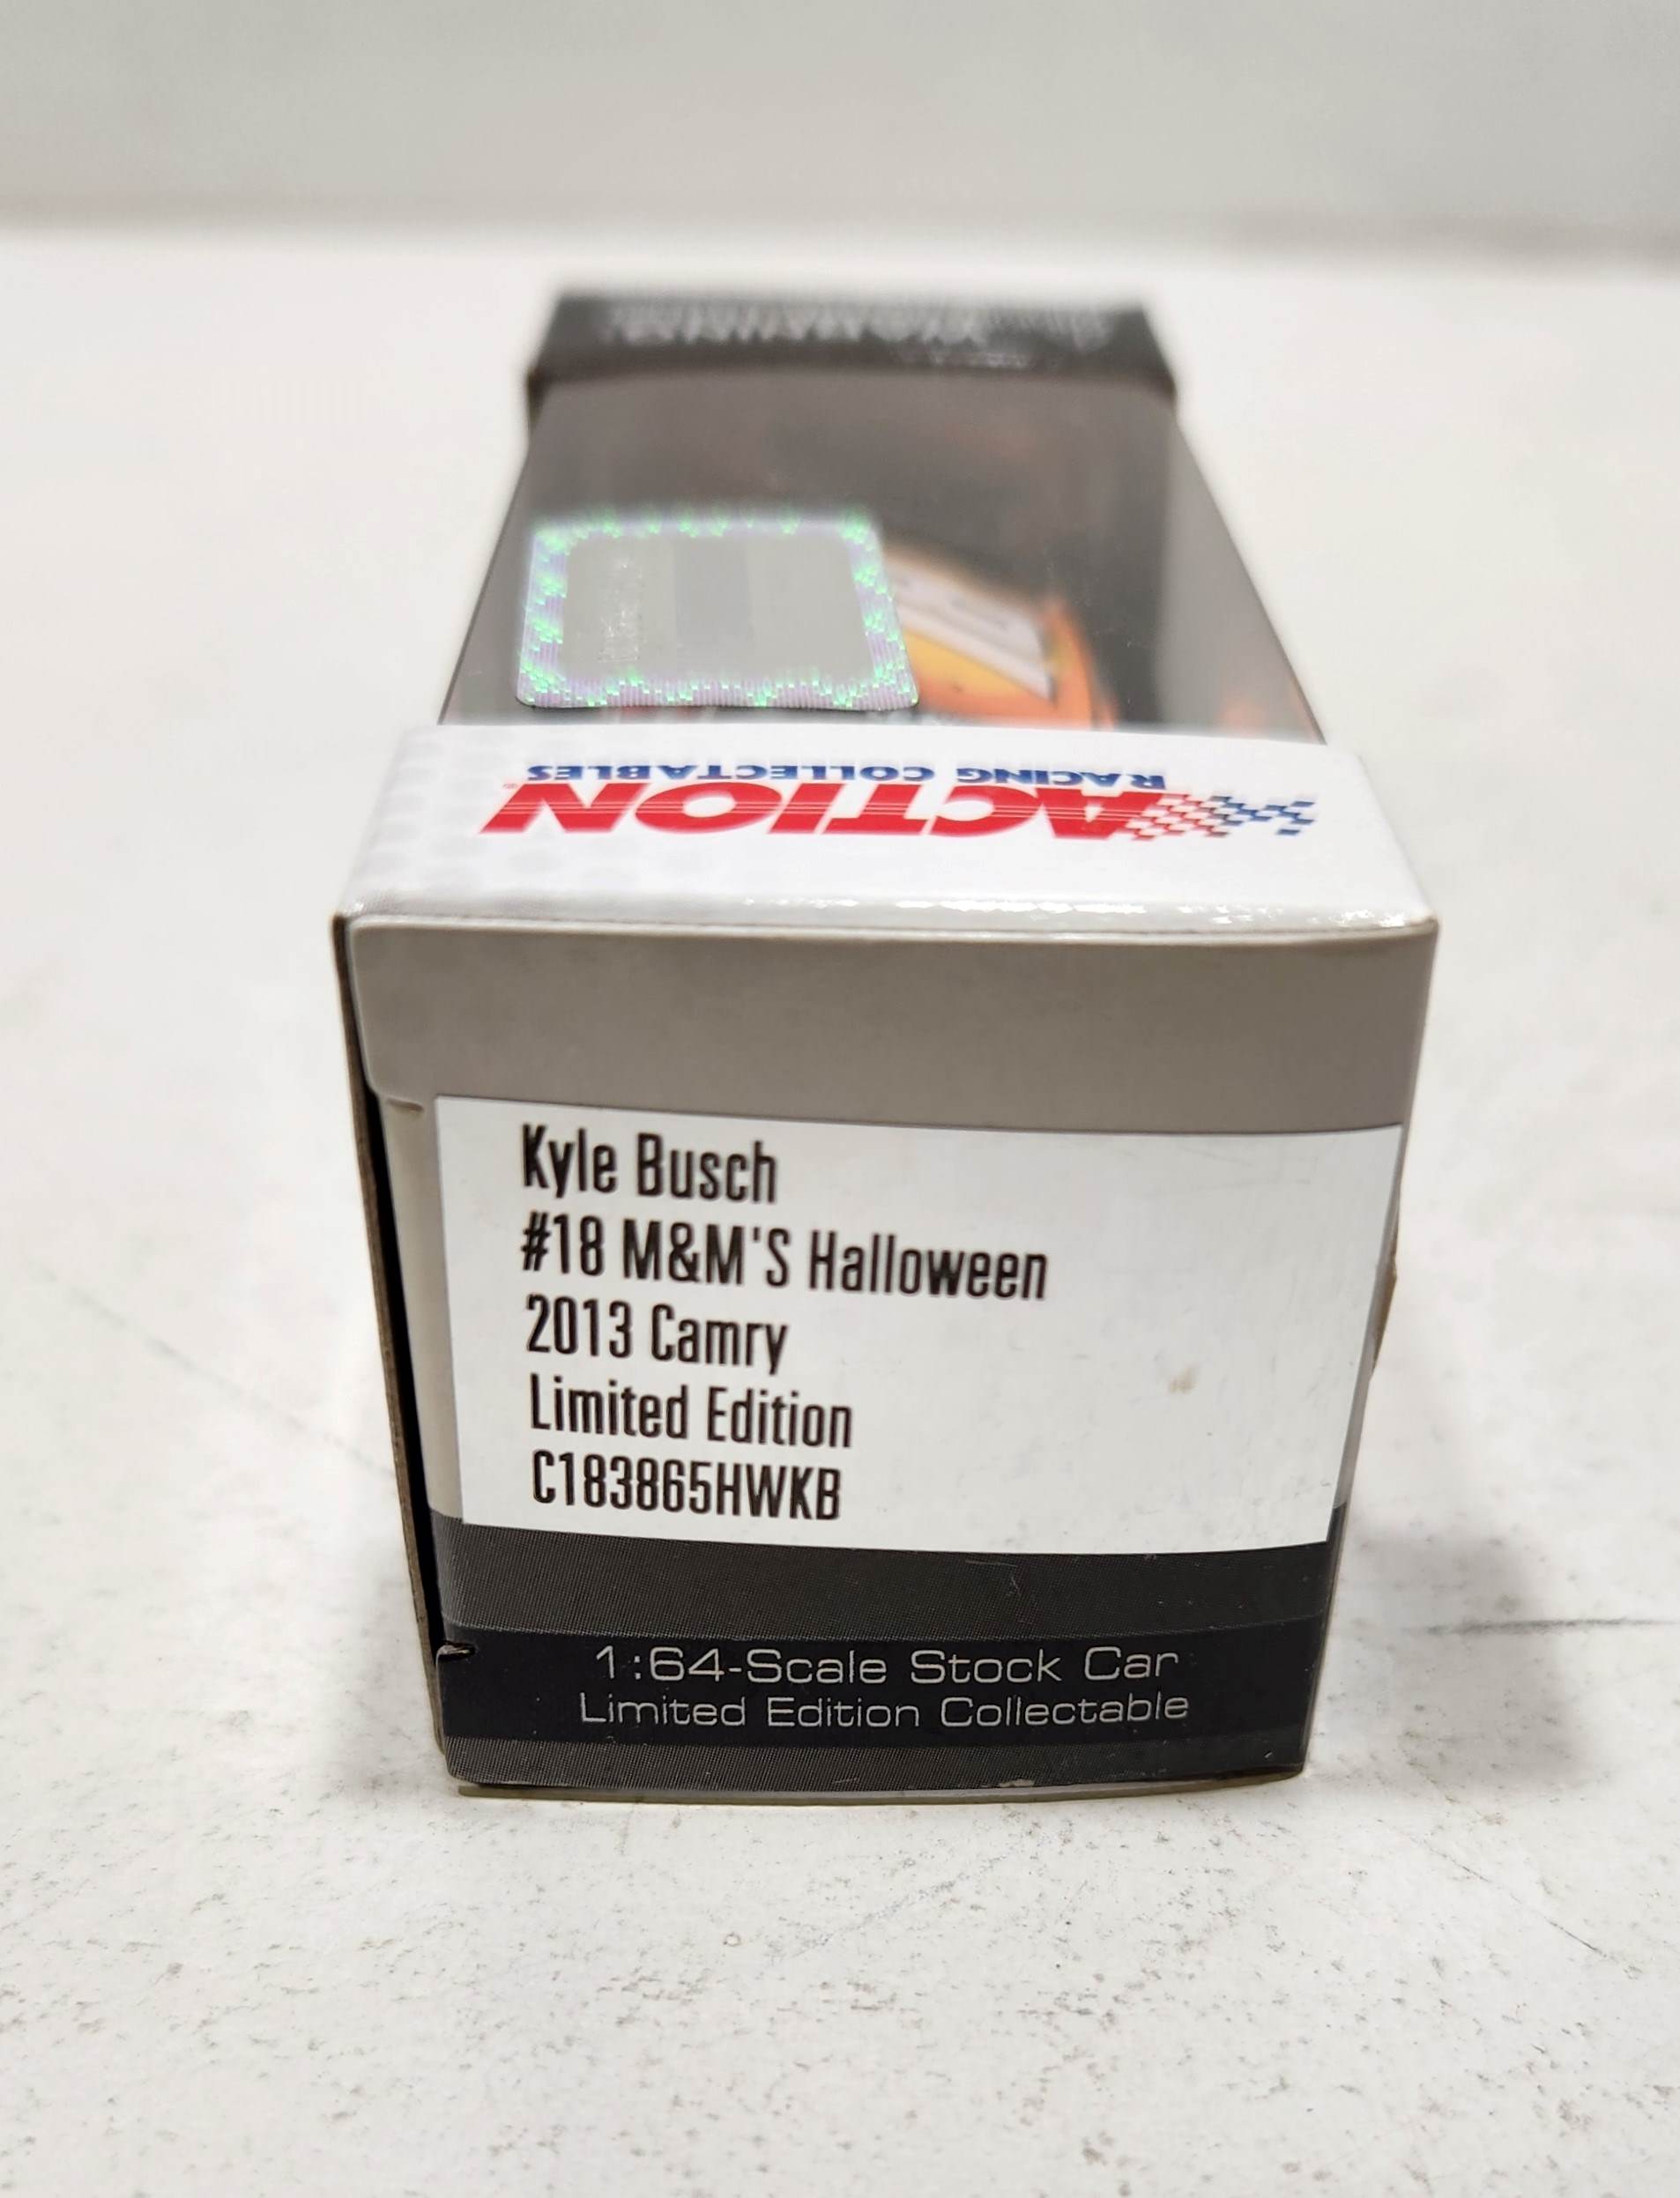 WARNING:
ACTION
RACING COLLECTABLES
Kyle Busch
#18 M&M'S Halloween
2013 Camry
Limited Edition
C183865HWKB
1:64-Scale Stock Car
Limited Edition Collectable